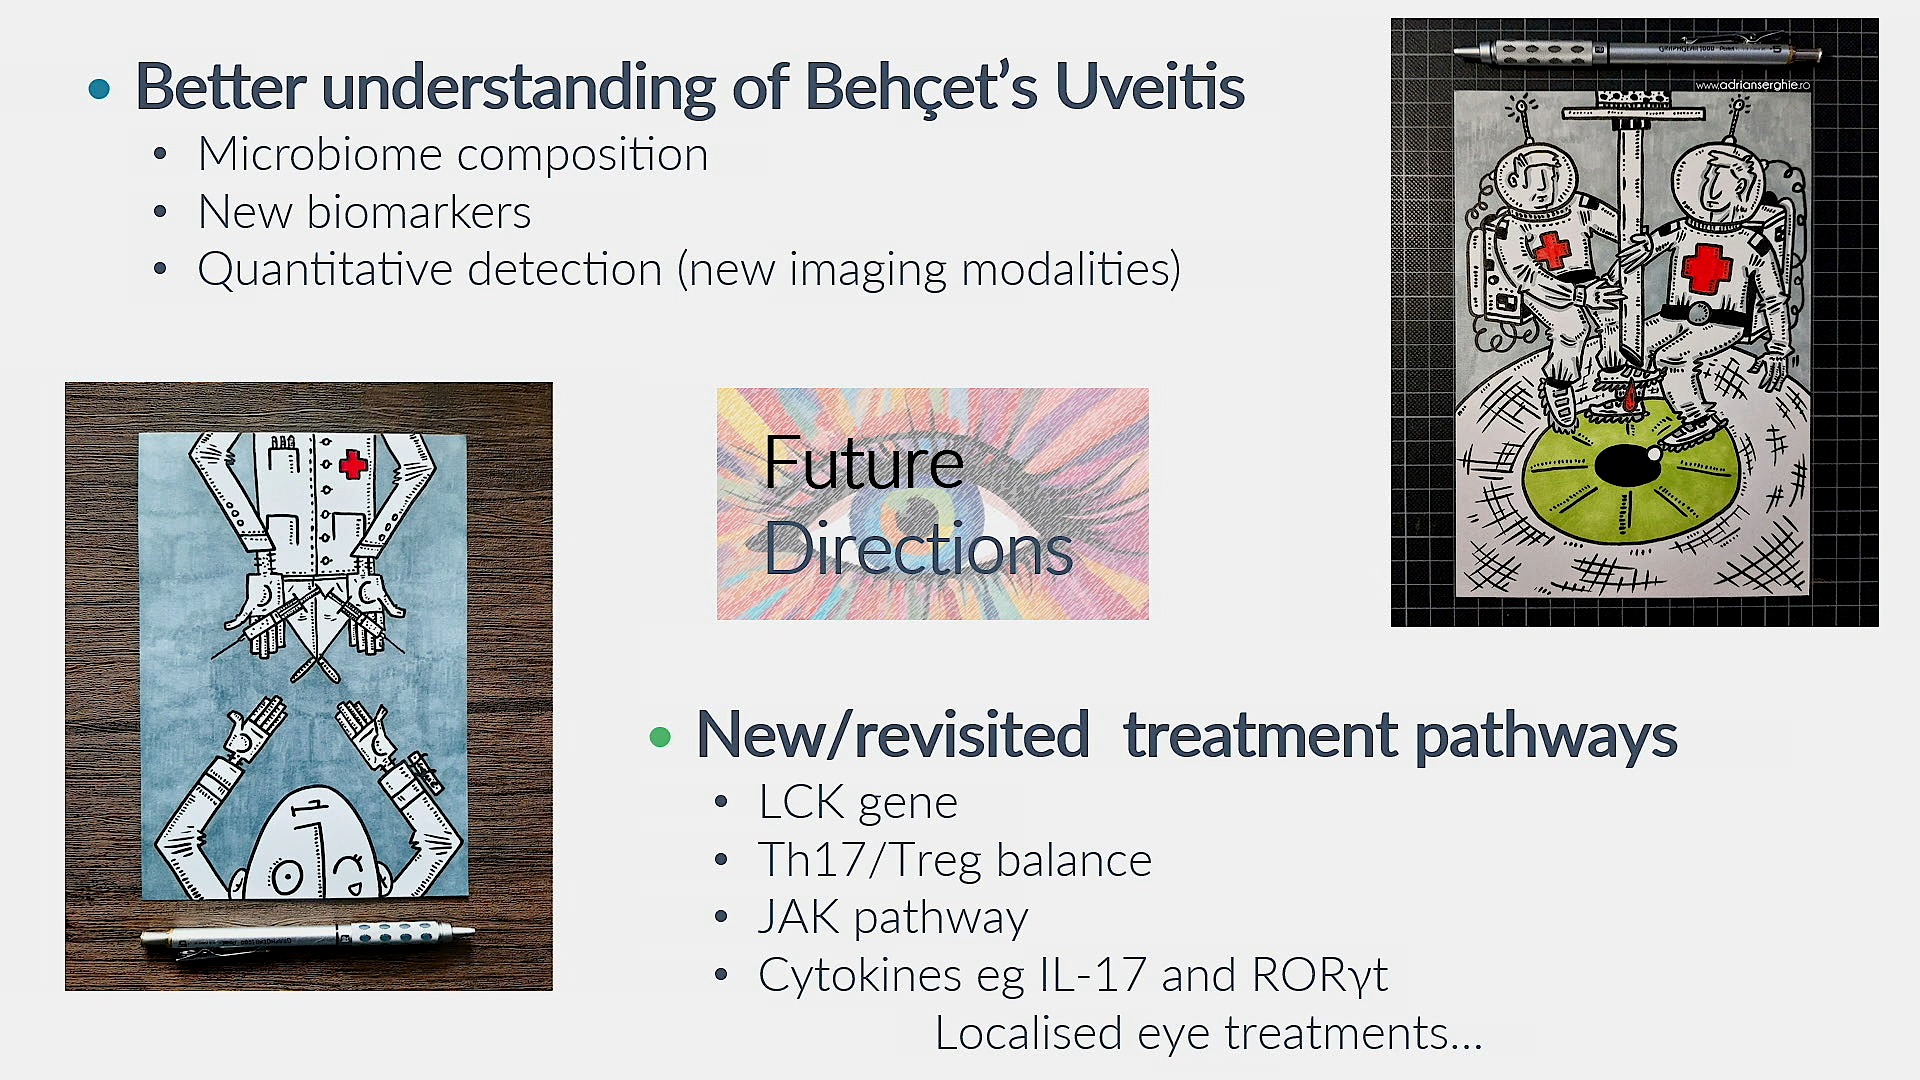 Better understanding of Behçet’s Uveitis
Microbiome composition
New biomarkers
Quantitative detection (new imaging modalities)
www.adrianserghie.ro
Future
Directions
New/revisited treatment pathways
LCK gene
Th17/Treg balance
JAK pathway
Cytokines eg IL-17 and RORγt
Localised eye treatments...